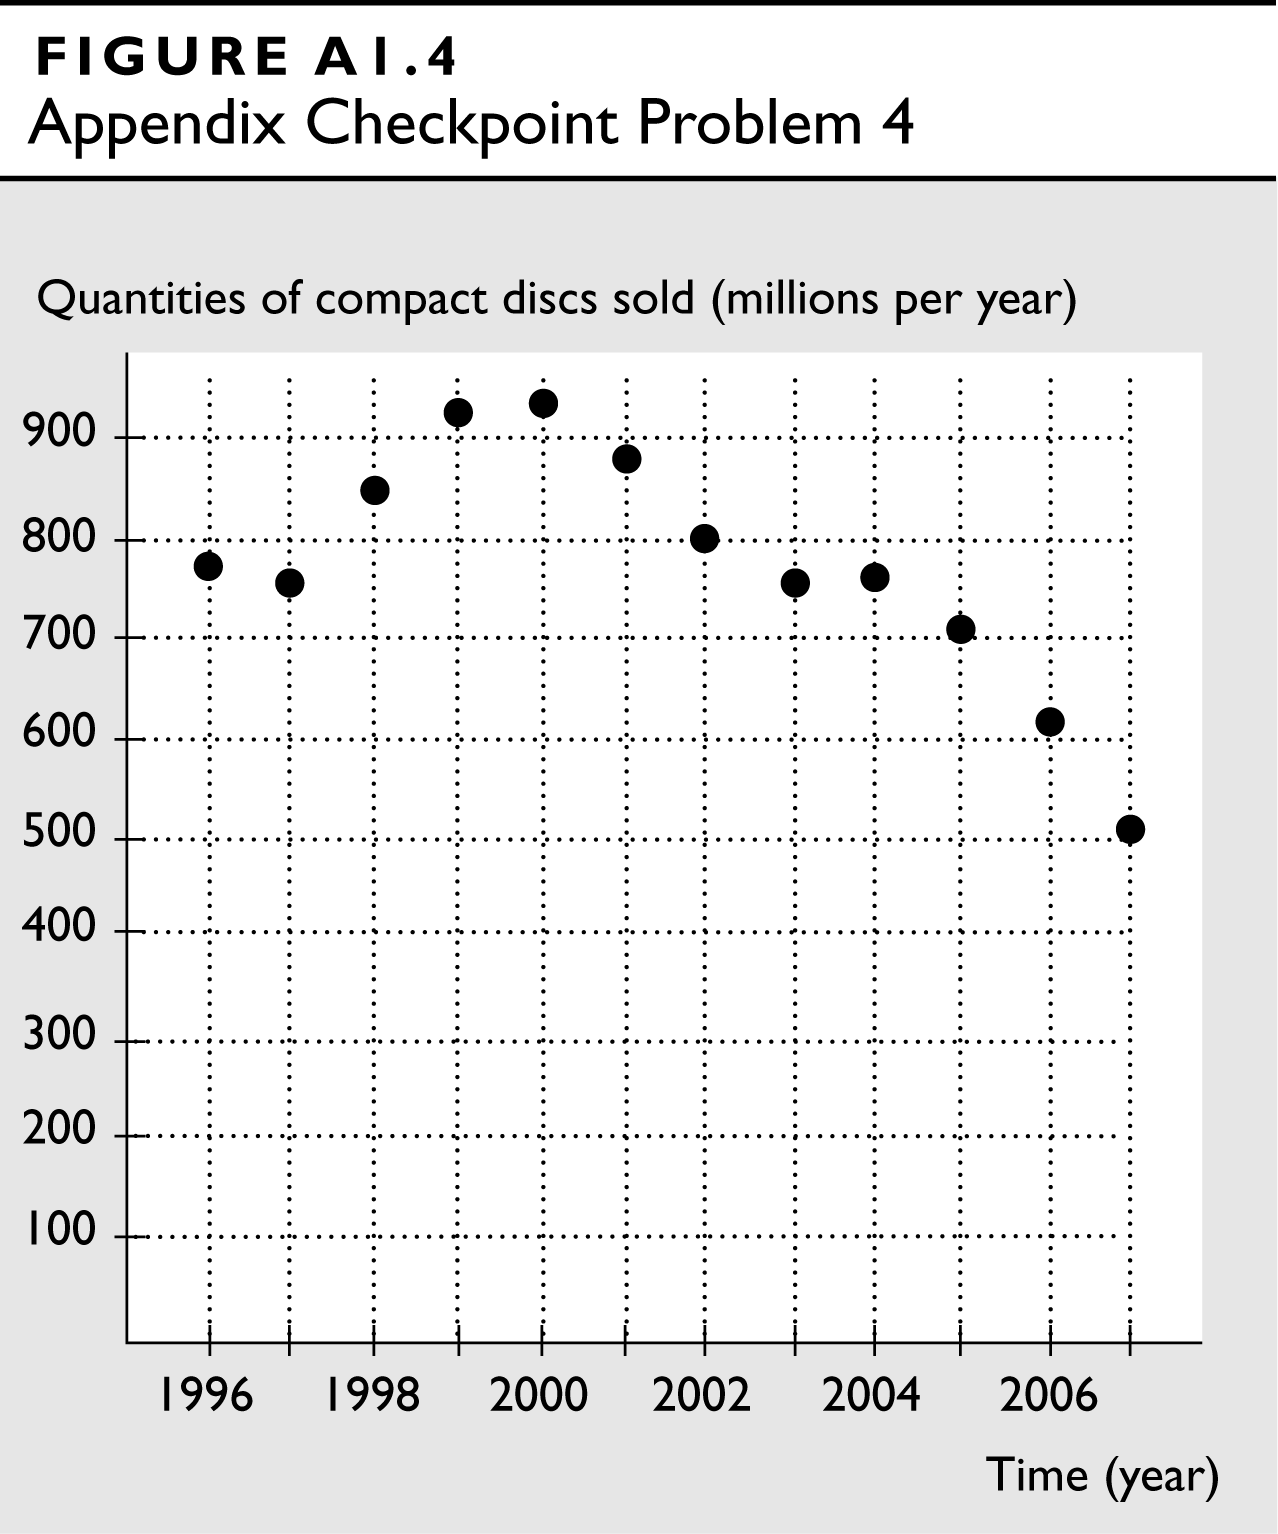 FIGURE A1.4
Appendix Checkpoint Problem 4
Quantities of compact discs sold (millions per year)
900
800
700
600
500
400
300
200
100
1996 1998 2000 2002 2004 2006
Time (year)